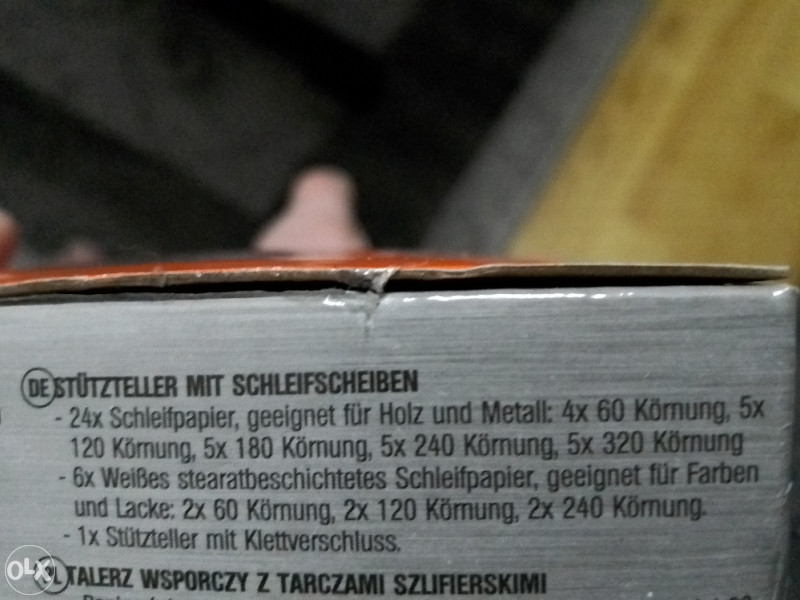 DE STÜTZTELLER MIT SCHLEIFSCHEIBEN
- 24x Schleifpapier, geeignet für Holz und Metall: 4x 60 Körnung, 5x
120 Körnung, 5x 180 Körnung, 5x 240 Körnung, 5x 320 Körnung
- 6x Weißes stearatbeschichtetes Schleifpapier, geeignet für Farben
und Lacke: 2x 60 Körnung, 2x 120 Körnung, 2x 240 Körnung.
- 1x Stützteller mit Klettverschluss.
OLX
PL TALERZ WSPORCZY Z TARCZAMI SZLIFIERSKIMI